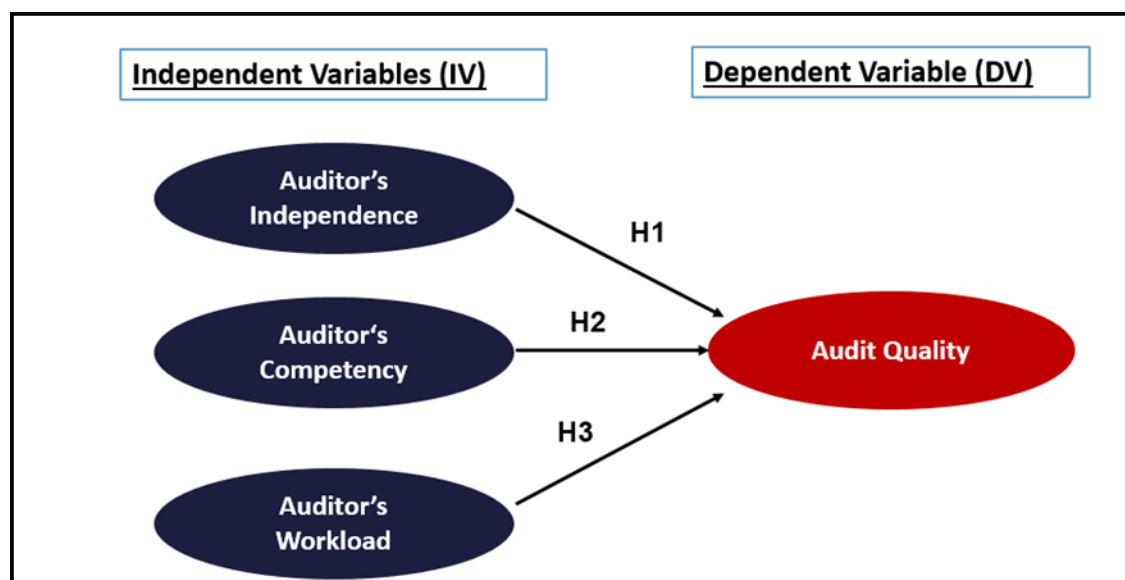 Independent Variables (IV)
Dependent Variable (DV)
Auditor’s
Independence
H1
Auditor‘s
Competency
H2
Audit Quality
H3
Auditor’s
Workload